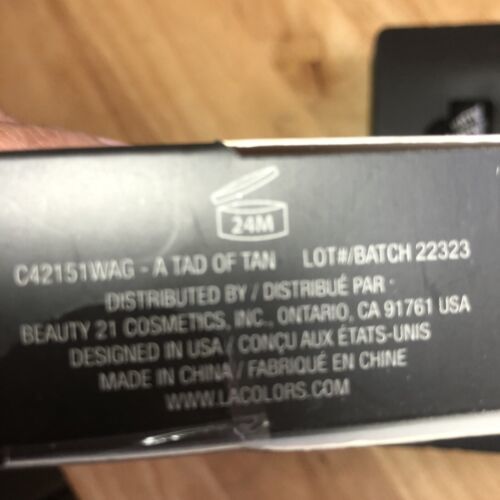 24M
C42151WAG - A TAD OF TAN LOT#/BATCH 22323
DISTRIBUTED BY / DISTRIBUÉ PAR :
BEAUTY 21 COSMETICS, INC., ONTARIO, CA 91761 USA
DESIGNED IN USA / CONÇU AUX ÉTATS-UNIS
MADE IN CHINA / FABRIQUÉ EN CHINE
WWW.LACOLORS.COM